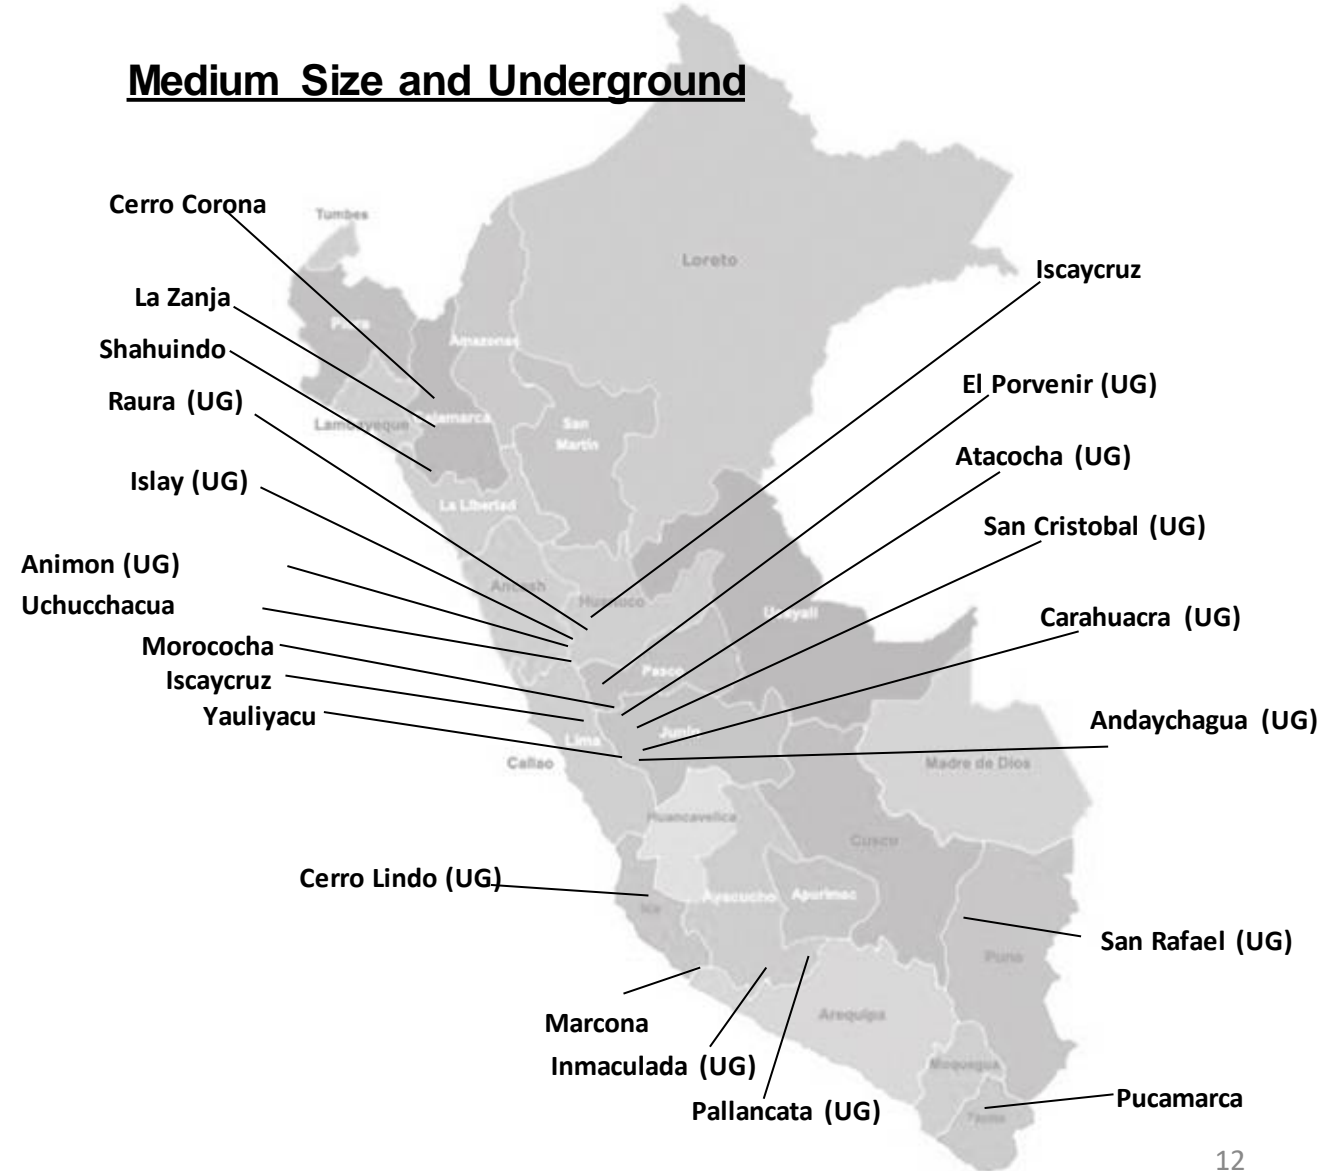 Medium Size and Underground
Cerro Corona
Tumbes
Loreto
Iscaycruz
La Zanja
Piura
Amazonas
Shahuindo
El Porvenir (UG)
Raura (UG)
Lambayeque
Cajamarca
San
Martin
Atacocha (UG)
Islay (UG)
La Libertad
San Cristobal (UG)
Animon (UG)
Ancash
Huanuco
Ucayali
Uchucchacua
Carahuacra (UG)
Morococha
Pasco
Iscaycruz
Yauliyacu
Andaychagua (UG)
Lima
Junin
Callao
Madre de Dios
Huancavelica
Cusco
Cerro Lindo (UG)
Ayacucho
Apurimac
Ica
San Rafael (UG)
Puno
Marcona
Arequipa
Inmaculada (UG)
Moquegua
Pallancata (UG)
Pucamarca
Tacna
12